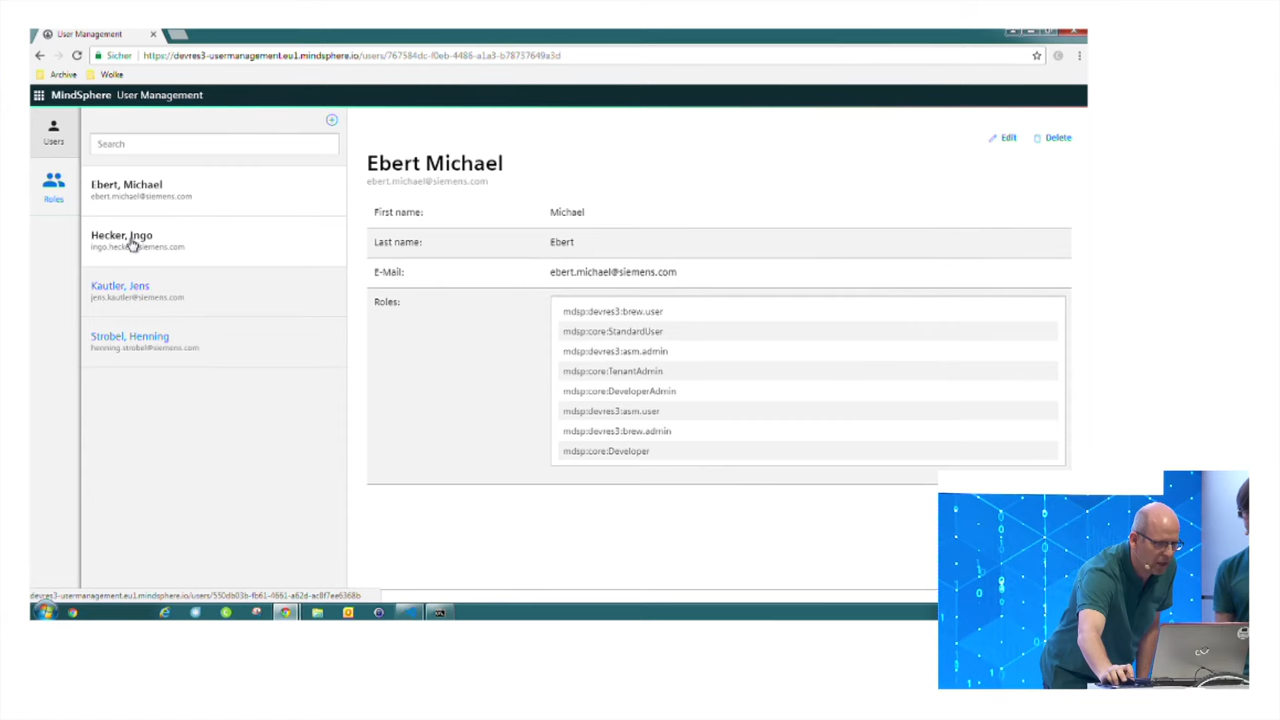 User Management
Sicher https://devres3-usermanagement.eu1.mindsphere.io/users/767584dc-f0eb-4486-a1a3-b78737649a3d
Archive Wolke
MindSphere User Management
Users
Roles
Search
Ebert, Michael
ebert.michael@siemens.com
Hecker, Ingo
Kautler, Jens
jens.kautler@siemens.com
Strobel, Henning
henning.strobel@siemens.com
Edit Delete
Ebert Michael
ebert.michael@siemens.com
First name: Michael
Last name: Ebert
E-Mail: ebert.michael@siemens.com
Roles:
mdsp:devres3:brew.user
mdsp:core:StandardUser
mdsp:devres3:asm.admin
mdsp:core:TenantAdmin
mdsp:core:DeveloperAdmin
mdsp:devres3:asm.user
mdsp:devres3:brew.admin
mdsp:core:Developer